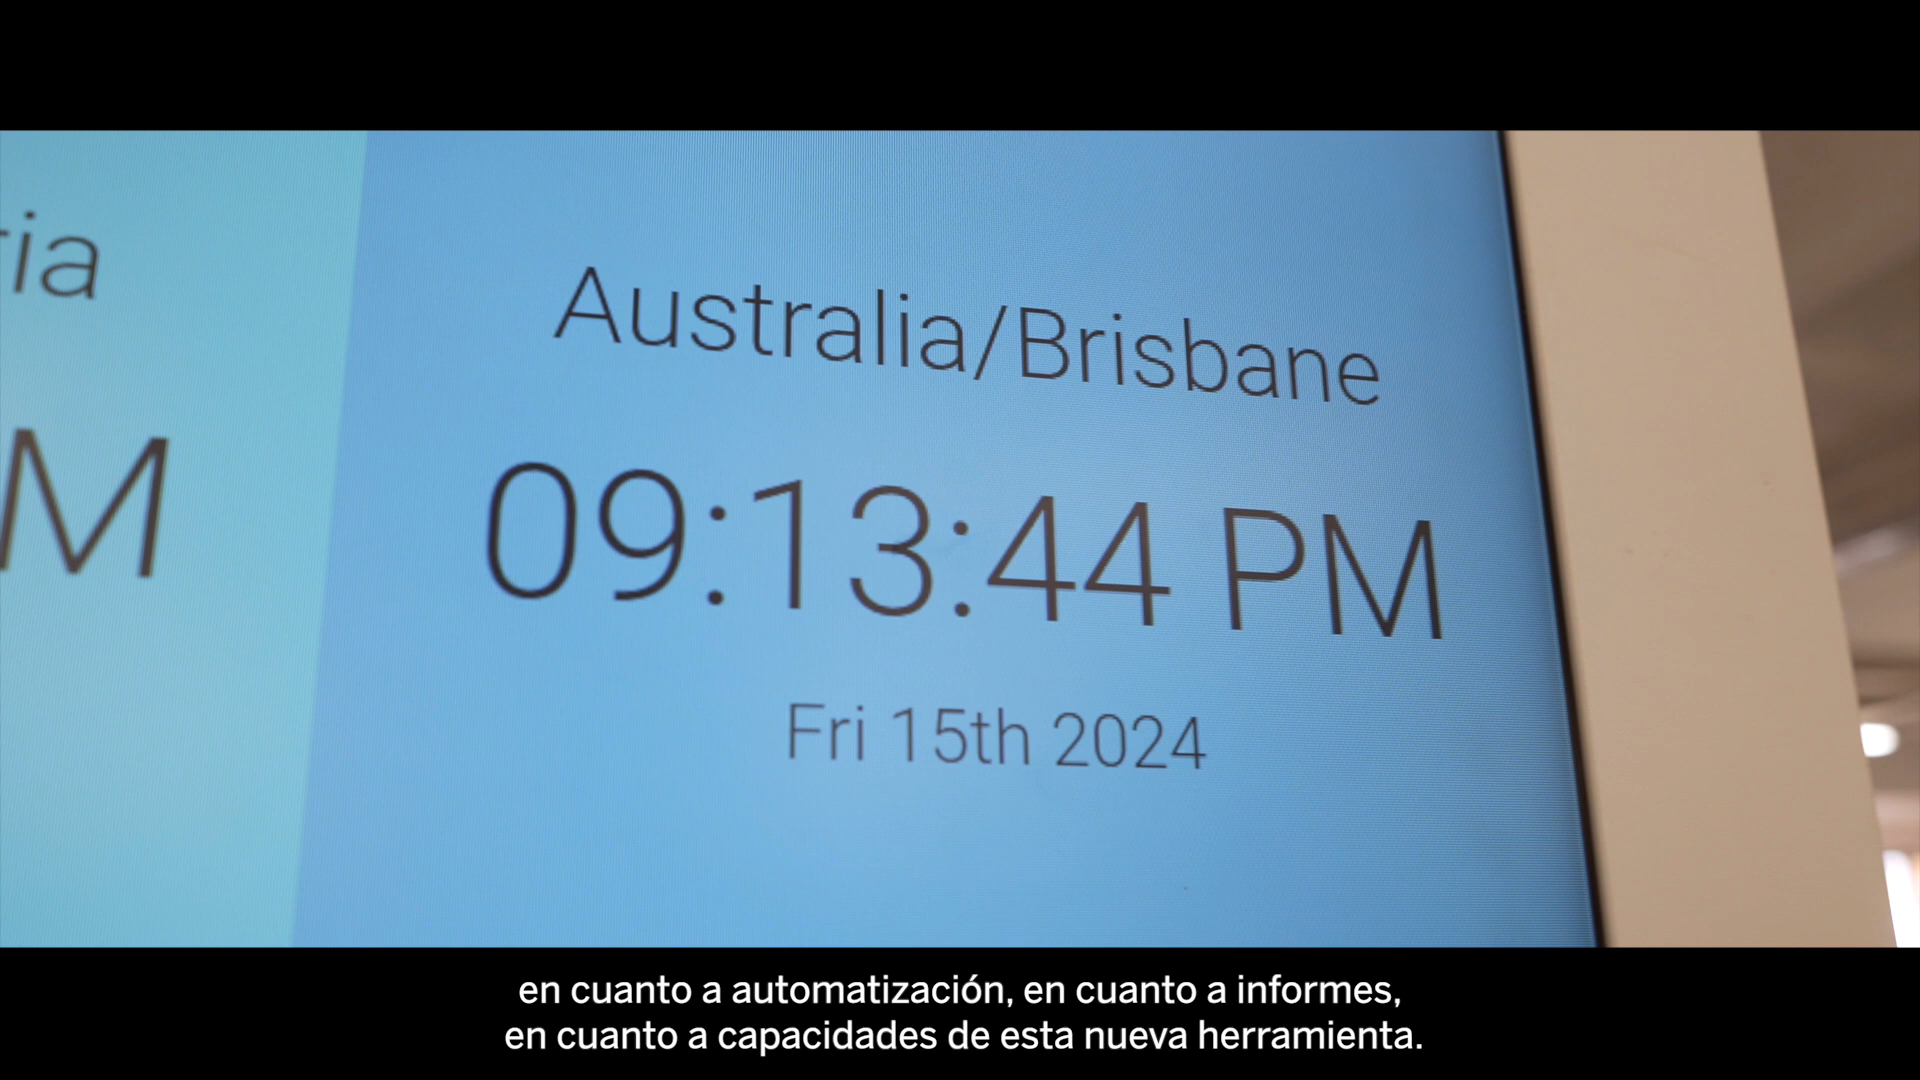 ria
M
Australia/Brisbane
09:13:44 PM
Fri 15th 2024
en cuanto a automatización, en cuanto a informes,
en cuanto a capacidades de esta nueva herramienta.